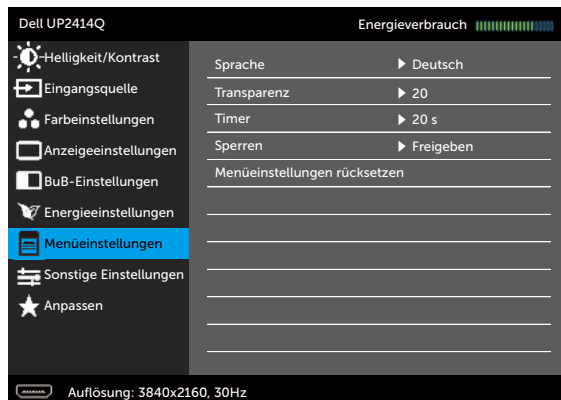 Dell UP2414Q Energieverbrauch
Helligkeit/Kontrast
Eingangsquelle
Farbeinstellungen
Anzeigeeinstellungen
BuB-Einstellungen
Energieeinstellungen
Menüeinstellungen
Sonstige Einstellungen
Anpassen
Sprache Deutsch
Transparenz 20
Timer 20 s
Sperren Freigeben
Menüeinstellungen rücksetzen
Auflösung: 3840x2160, 30Hz